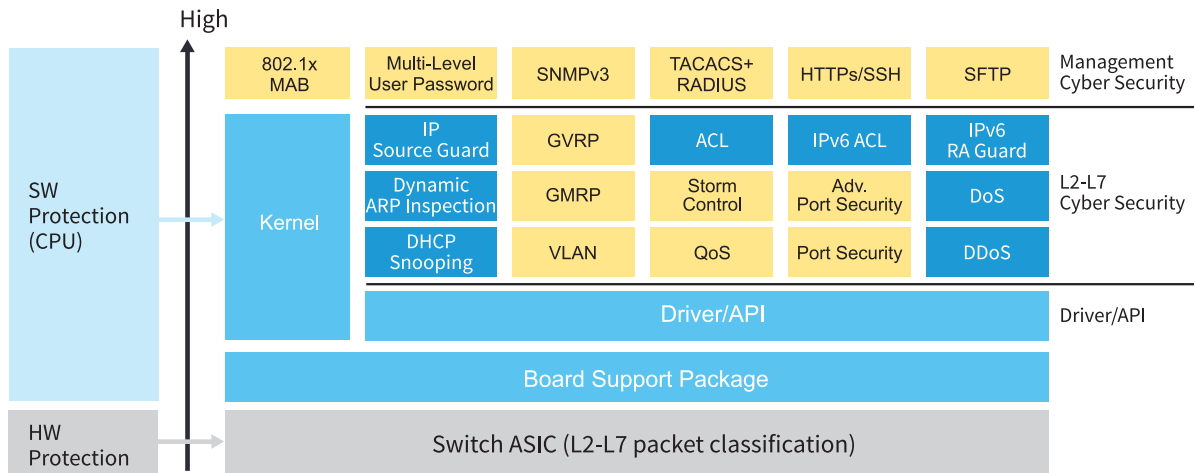 High
802.1x
MAB
Multi-Level
User Password
SNMPv3
TACACS+
RADIUS
HTTPs/SSH
SFTP
Management
Cyber Security
SW
Protection
(CPU)
Kernel
IP
Source Guard
GVRP
ACL
IPv6 ACL
IPv6
RA Guard
Dynamic
ARP Inspection
GMRP
Storm
Control
Adv.
Port Security
DoS
L2-L7
Cyber Security
DHCP
Snooping
VLAN
QoS
Port Security
DDoS
Driver/API
Driver/API
Board Support Package
HW
Protection
Switch ASIC (L2-L7 packet classification)